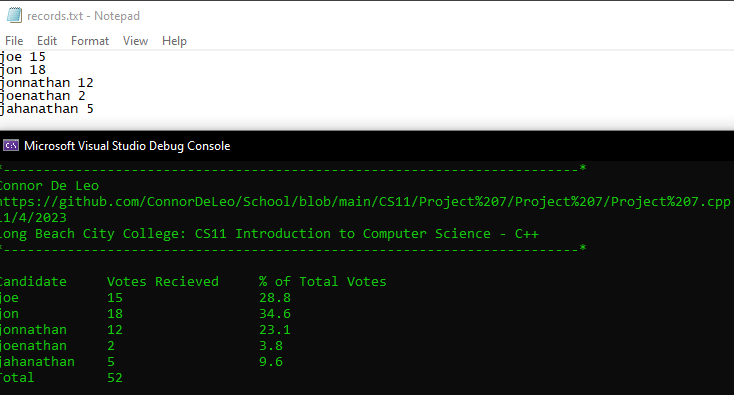 records.txt - Notepad
File Edit Format View Help
joe 15
jon 18
jonnathan 12
joenathan 2
jahanathan 5
Microsoft Visual Studio Debug Console
*-----------------------------------------------------------------------*
Connor De Leo
https://github.com/ConnorDeLeo/School/blob/main/CS11/Project%207/Project%207/Project%207.cpp
11/4/2023
Long Beach City College: CS11 Introduction to Computer Science - C++
*-----------------------------------------------------------------------*
Candidate Votes Recieved % of Total Votes
joe 15 28.8
jon 18 34.6
jonnathan 12 23.1
joenathan 2 3.8
jahanathan 5 9.6
Total 52